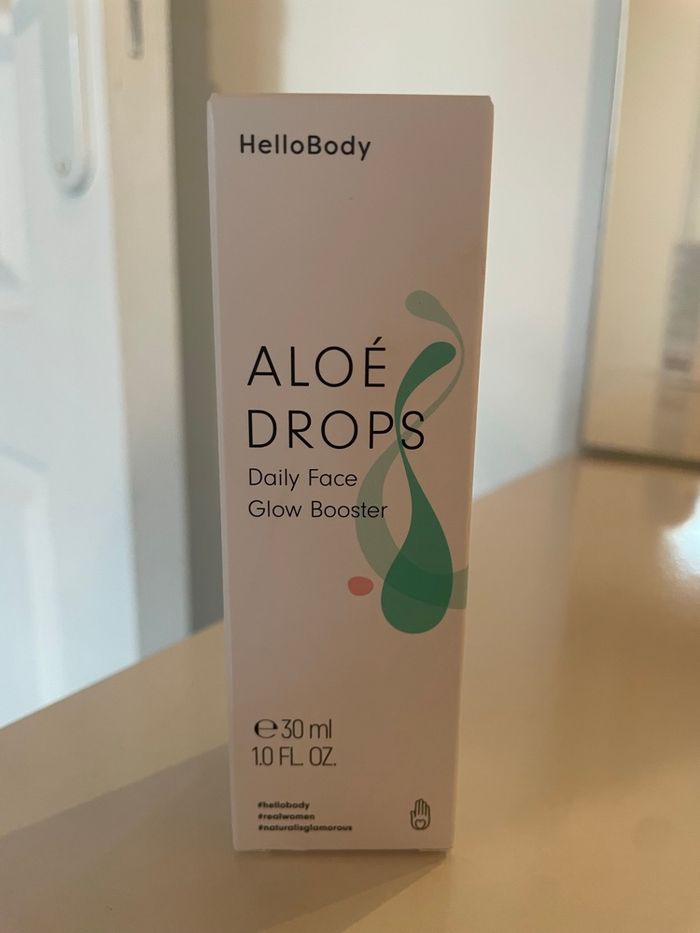 HelloBody
ALOÉ
DROPS
Daily Face
Glow Booster
℮30 ml
1.0 FL. OZ.
#hellobody
#realwomen
#naturalisglamorous